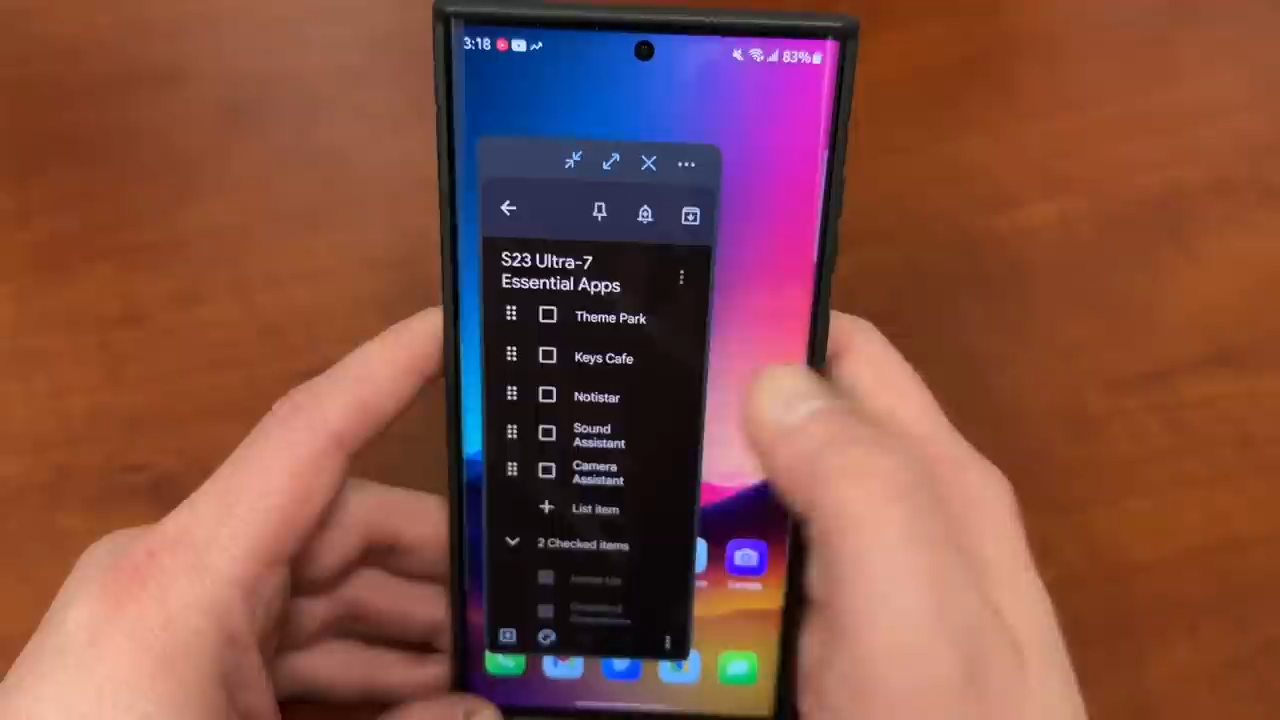 3:18
83%
S23 Ultra-7
Essential Apps
Theme Park
Keys Cafe
Notistar
Sound
Assistant
Camera
Assistant
List item
2 Checked items